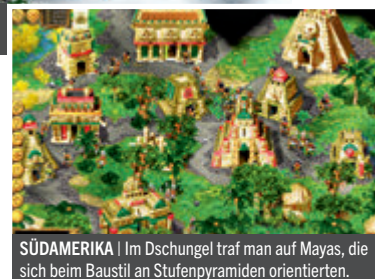 SÜDAMERIKA | Im Dschungel traf man auf Mayas, die
sich beim Baustil an Stufenpyramiden orientierten.